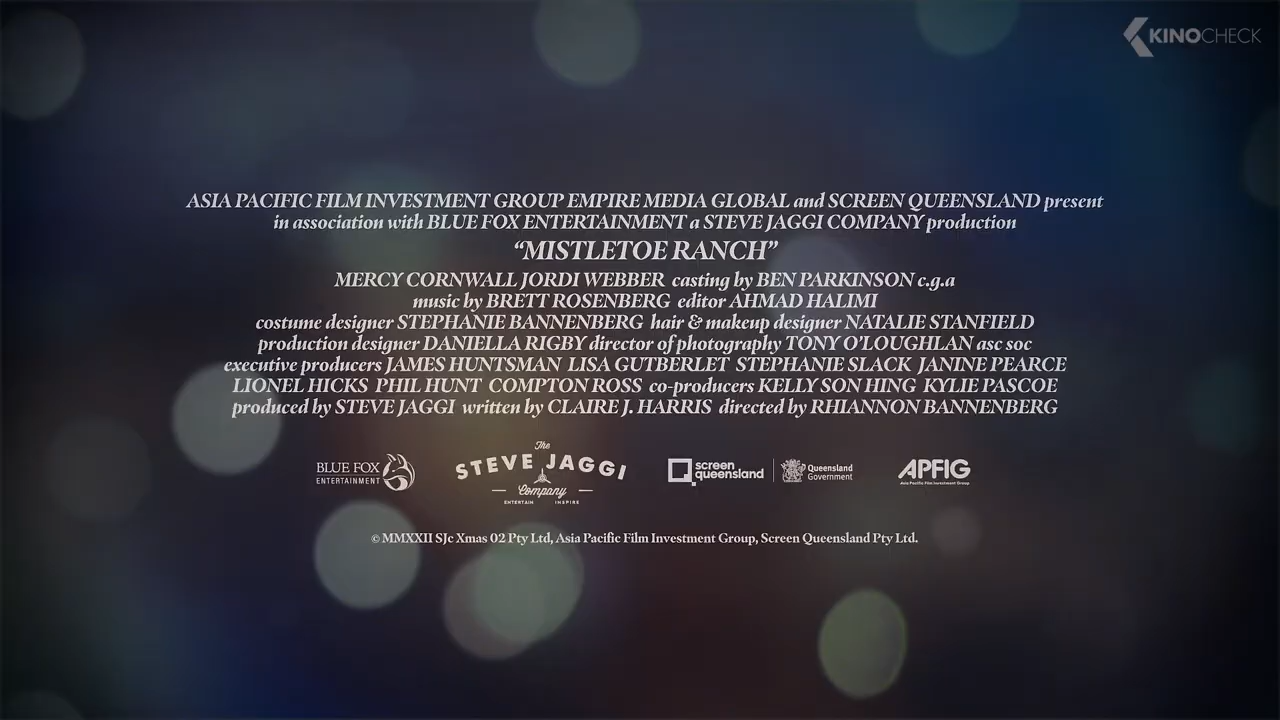 KINOCHECK
ASIA PACIFIC FILM INVESTMENT GROUP EMPIRE MEDIA GLOBAL and SCREEN QUEENSLAND present
in association with BLUE FOX ENTERTAINMENT a STEVE JAGGI COMPANY production
“MISTLETOE RANCH”
MERCY CORNWALL JORDI WEBBER casting by BEN PARKINSON c.g.a
music by BRETT ROSENBERG editor AHMAD HALIMI
costume designer STEPHANIE BANNENBERG hair & makeup designer NATALIE STANFIELD
production designer DANIELLA RIGBY director of photography TONY O’LOUGHLAN asc soc
executive producers JAMES HUNTSMAN LISA GUTBERLET STEPHANIE SLACK JANINE PEARCE
LIONEL HICKS PHIL HUNT COMPTON ROSS co-producers KELLY SON HING KYLIE PASCOE
produced by STEVE JAGGI written by CLAIRE J. HARRIS directed by RHIANNON BANNENBERG
BLUE FOX
ENTERTAINMENT
The
STEVE JAGGI
Company
ENTERTAIN INSPIRE
screen
queensland
Queensland
Government
APFIG
Asia Pacific Film Investment Group
© MMXXII SJc Xmas 02 Pty Ltd, Asia Pacific Film Investment Group, Screen Queensland Pty Ltd.